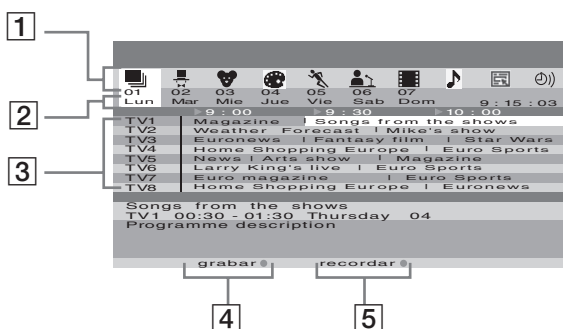 1
01 02 03 04 05 06 07
2
Lun Mar Mie Jue Vie Sab Dom 9:15:03
9:00 9:30 10:00
3
TV1 Magazine | Songs from the shows
TV2 Weather Forecast | Mike's show
TV3 Euronews | Fantasy film | Star Wars
TV4 Home Shopping Europe | Euro Sports
TV5 News | Arts show | Magazine
TV6 Larry King's live | Euro Sports
TV7 Euro magazine | Euro Sports
TV8 Home Shopping Europe | Euronews
Songs from the shows
TV1 00:30 - 01:30 Thursday 04
Programme description
grabar recordar
4 5